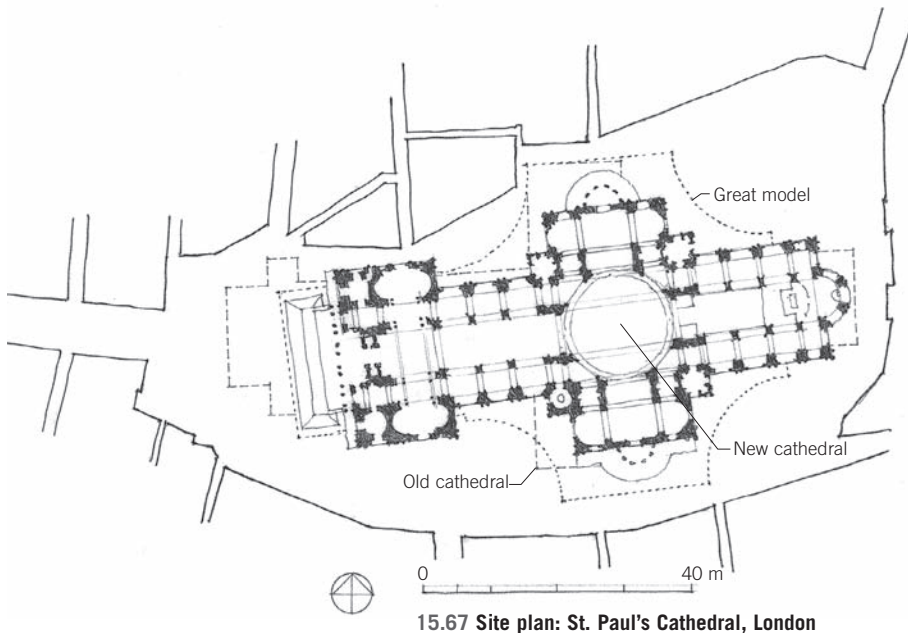 Great model
New cathedral
Old cathedral
0 40 m
15.67 Site plan: St. Paul's Cathedral, London